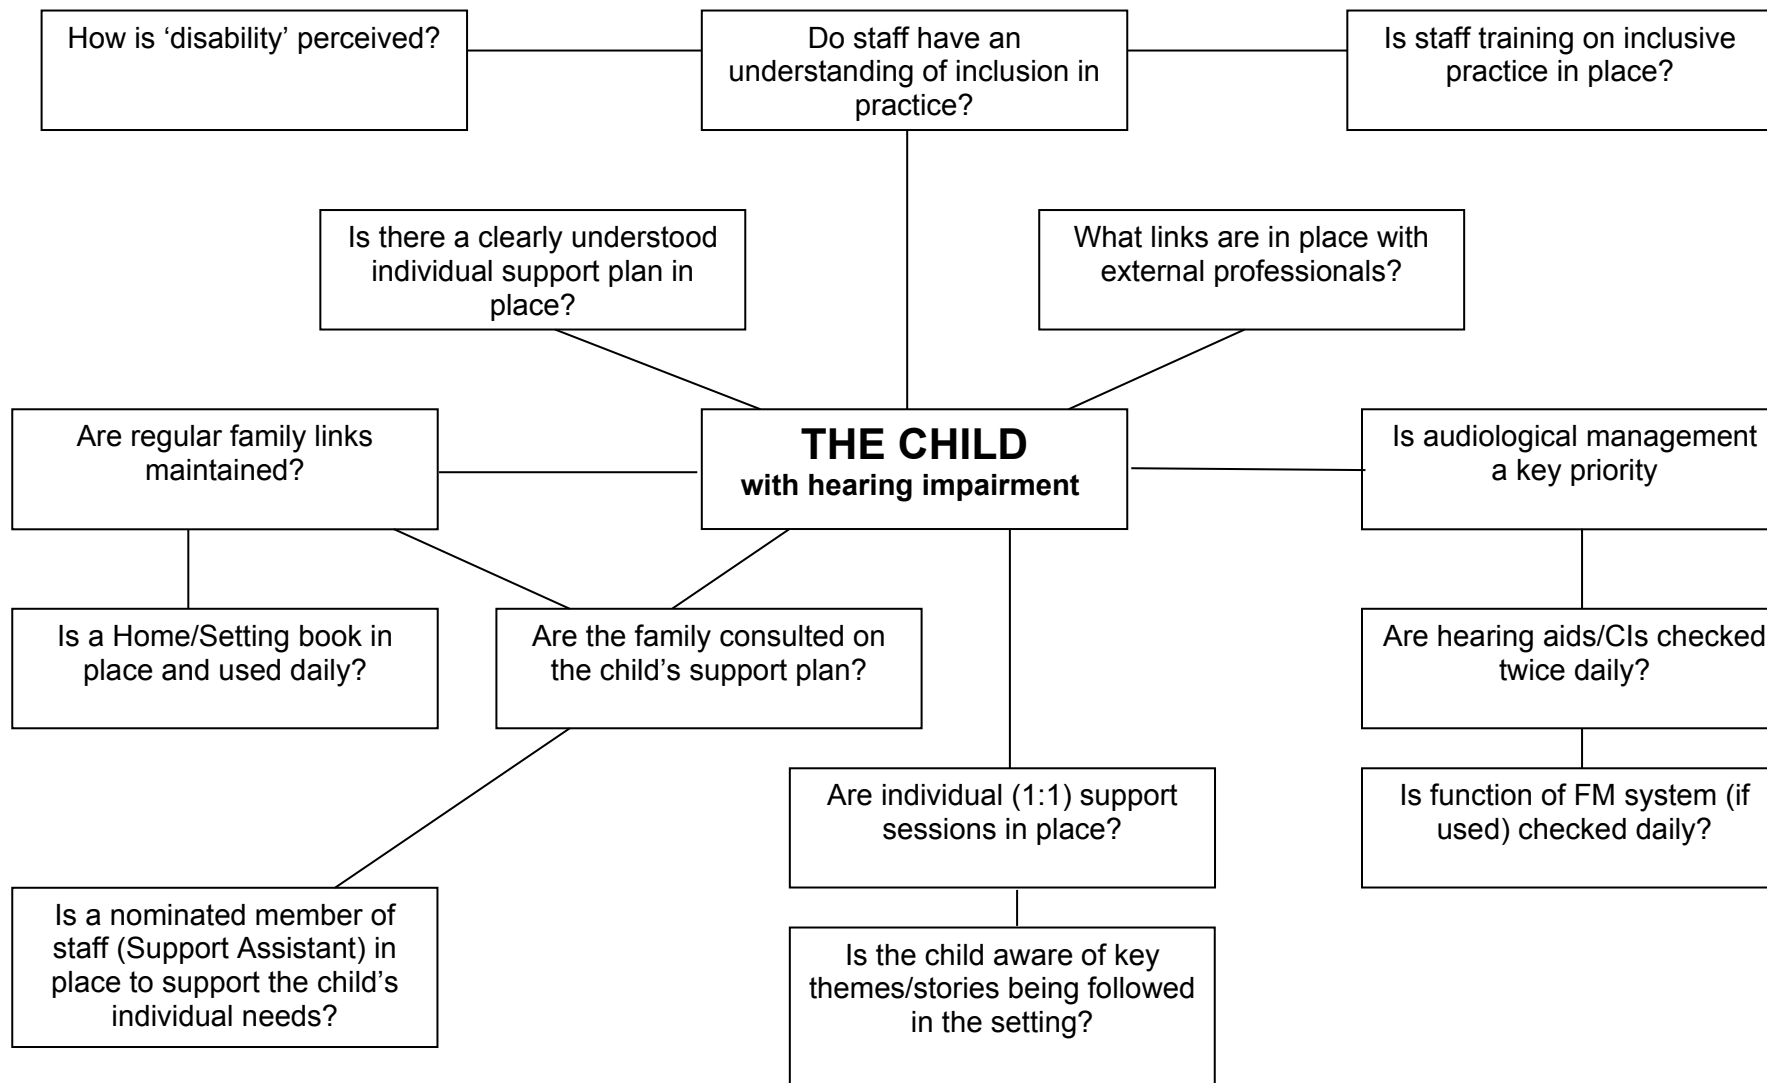 How is ‘disability’ perceived?
Do staff have an
understanding of inclusion in
practice?
Is staff training on inclusive
practice in place?
Is there a clearly understood
individual support plan in
place?
What links are in place with
external professionals?
Are regular family links
maintained?
THE CHILD
with hearing impairment
Is audiological management
a key priority
Is a Home/Setting book in
place and used daily?
Are the family consulted on
the child’s support plan?
Are hearing aids/CIs checked
twice daily?
Are individual (1:1) support
sessions in place?
Is function of FM system (if
used) checked daily?
Is a nominated member of
staff (Support Assistant) in
place to support the child’s
individual needs?
Is the child aware of key
themes/stories being followed
in the setting?